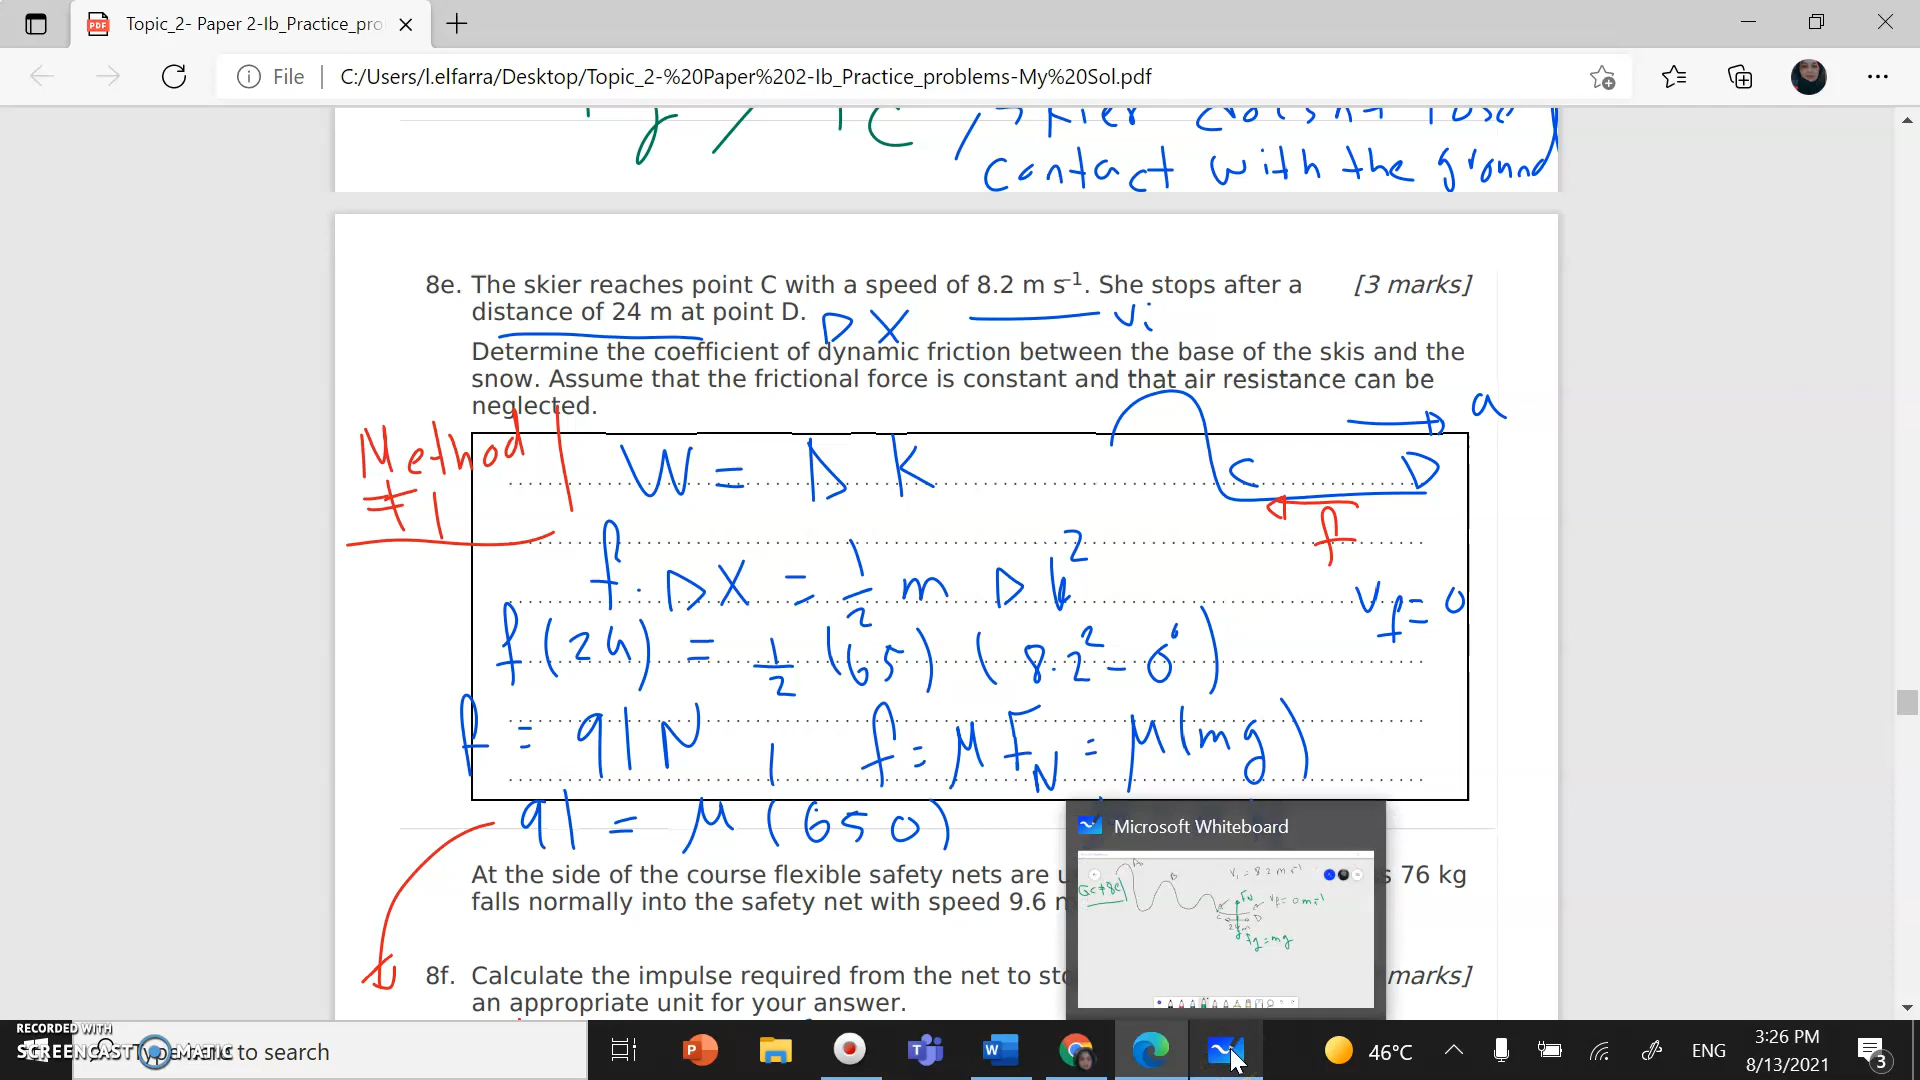 Topic_2- Paper 2-Ib_Practice_pro
File
C:/Users/l.elfarra/Desktop/Topic_2-%20Paper%202-Ib_Practice_problems-My%20Sol.pdf
contact with the ground
8e. The skier reaches point C with a speed of 8.2 m s⁻¹. She stops after a [3 marks]
distance of 24 m at point D. Δ X vi
Determine the coefficient of dynamic friction between the base of the skis and the
snow. Assume that the frictional force is constant and that air resistance can be
neglected.
a
Method
#1
W = Δ K
C D
f
f . Δ X = 1/2 m Δ v²
vf = 0
f (24) = 1/2 (65) (8.2² - 0²)
f = 91 N , f = μ FN = μ (mg)
91 = μ (650)
Microsoft Whiteboard
At the side of the course flexible safety nets are u s 76 kg
falls normally into the safety net with speed 9.6 m
8f. Calculate the impulse required from the net to sto marks]
an appropriate unit for your answer.
RECORDED WITH
SCREENCAST MATIC
Type here to search
46°C
ENG
3:26 PM
8/13/2021
3